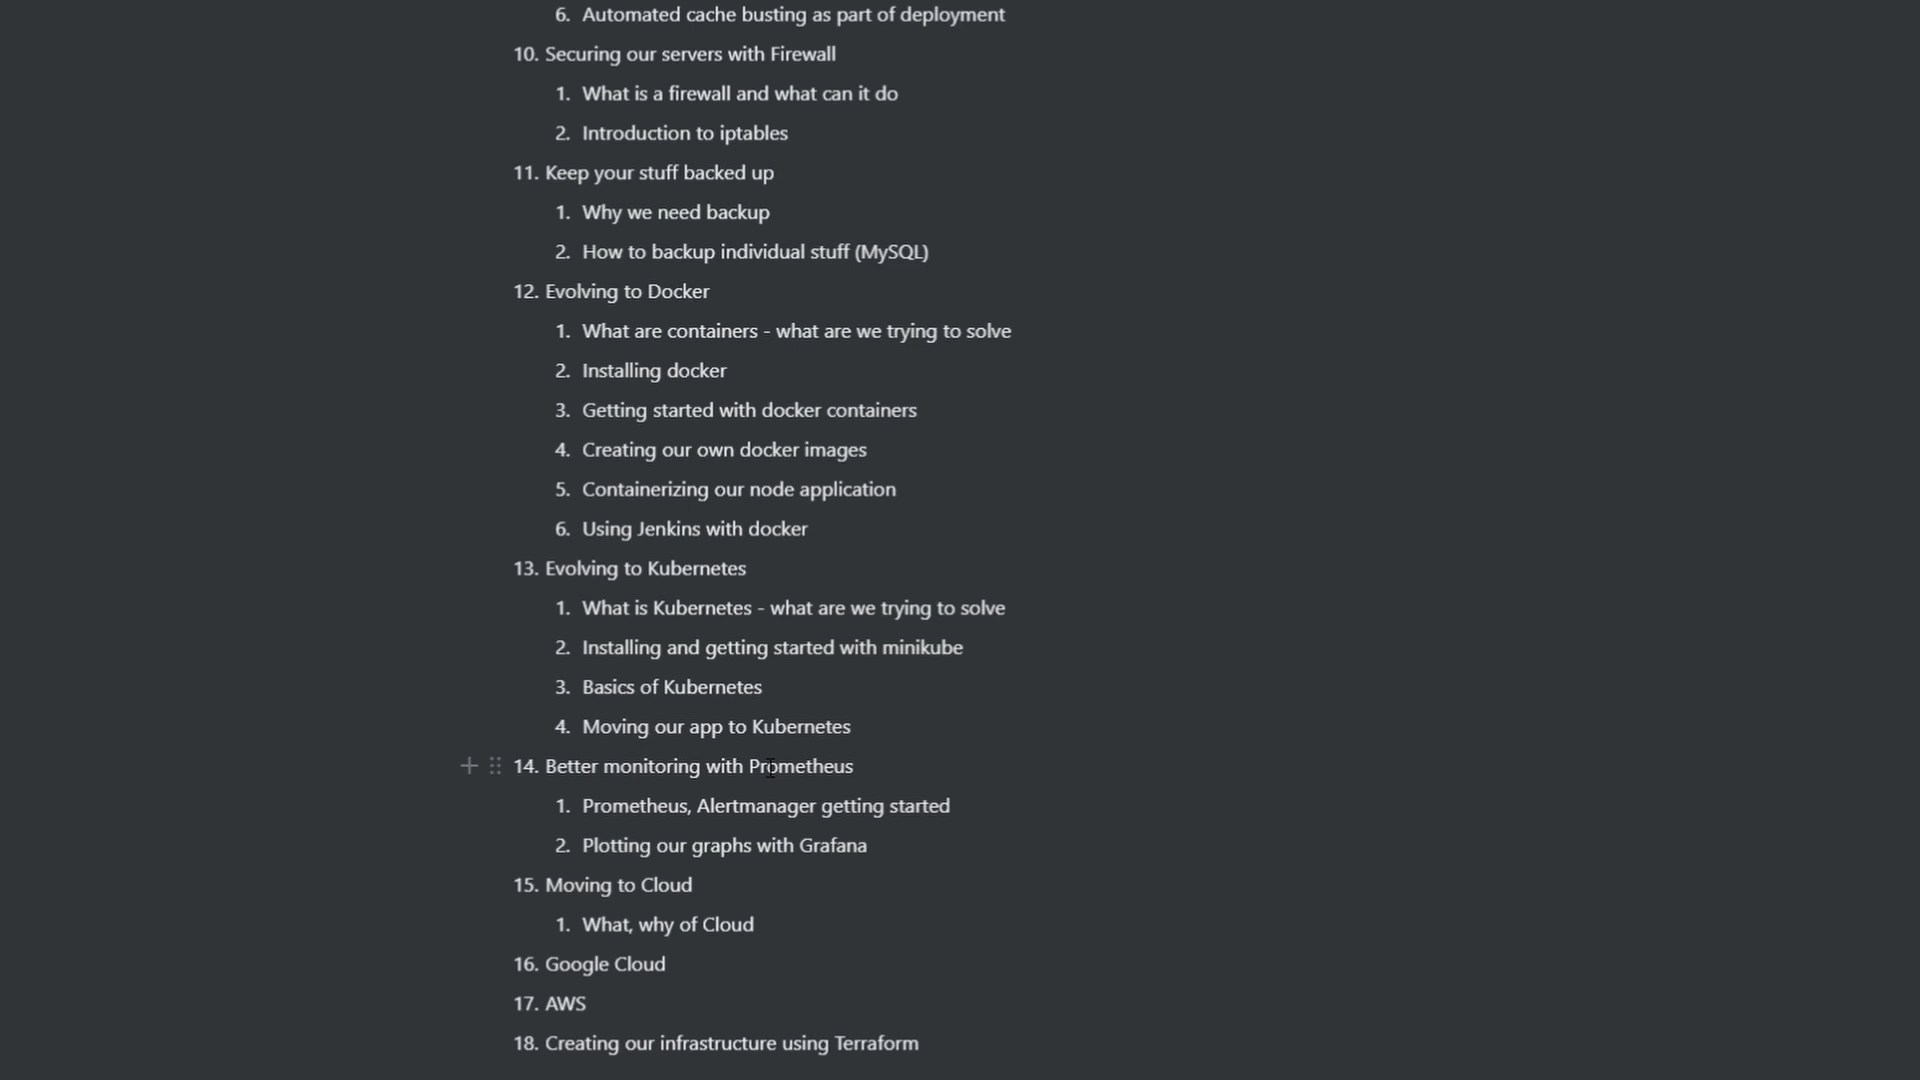 6. Automated cache busting as part of deployment
10. Securing our servers with Firewall
1. What is a firewall and what can it do
2. Introduction to iptables
11. Keep your stuff backed up
1. Why we need backup
2. How to backup individual stuff (MySQL)
12. Evolving to Docker
1. What are containers - what are we trying to solve
2. Installing docker
3. Getting started with docker containers
4. Creating our own docker images
5. Containerizing our node application
6. Using Jenkins with docker
13. Evolving to Kubernetes
1. What is Kubernetes - what are we trying to solve
2. Installing and getting started with minikube
3. Basics of Kubernetes
4. Moving our app to Kubernetes
14. Better monitoring with Prometheus
1. Prometheus, Alertmanager getting started
2. Plotting our graphs with Grafana
15. Moving to Cloud
1. What, why of Cloud
16. Google Cloud
17. AWS
18. Creating our infrastructure using Terraform